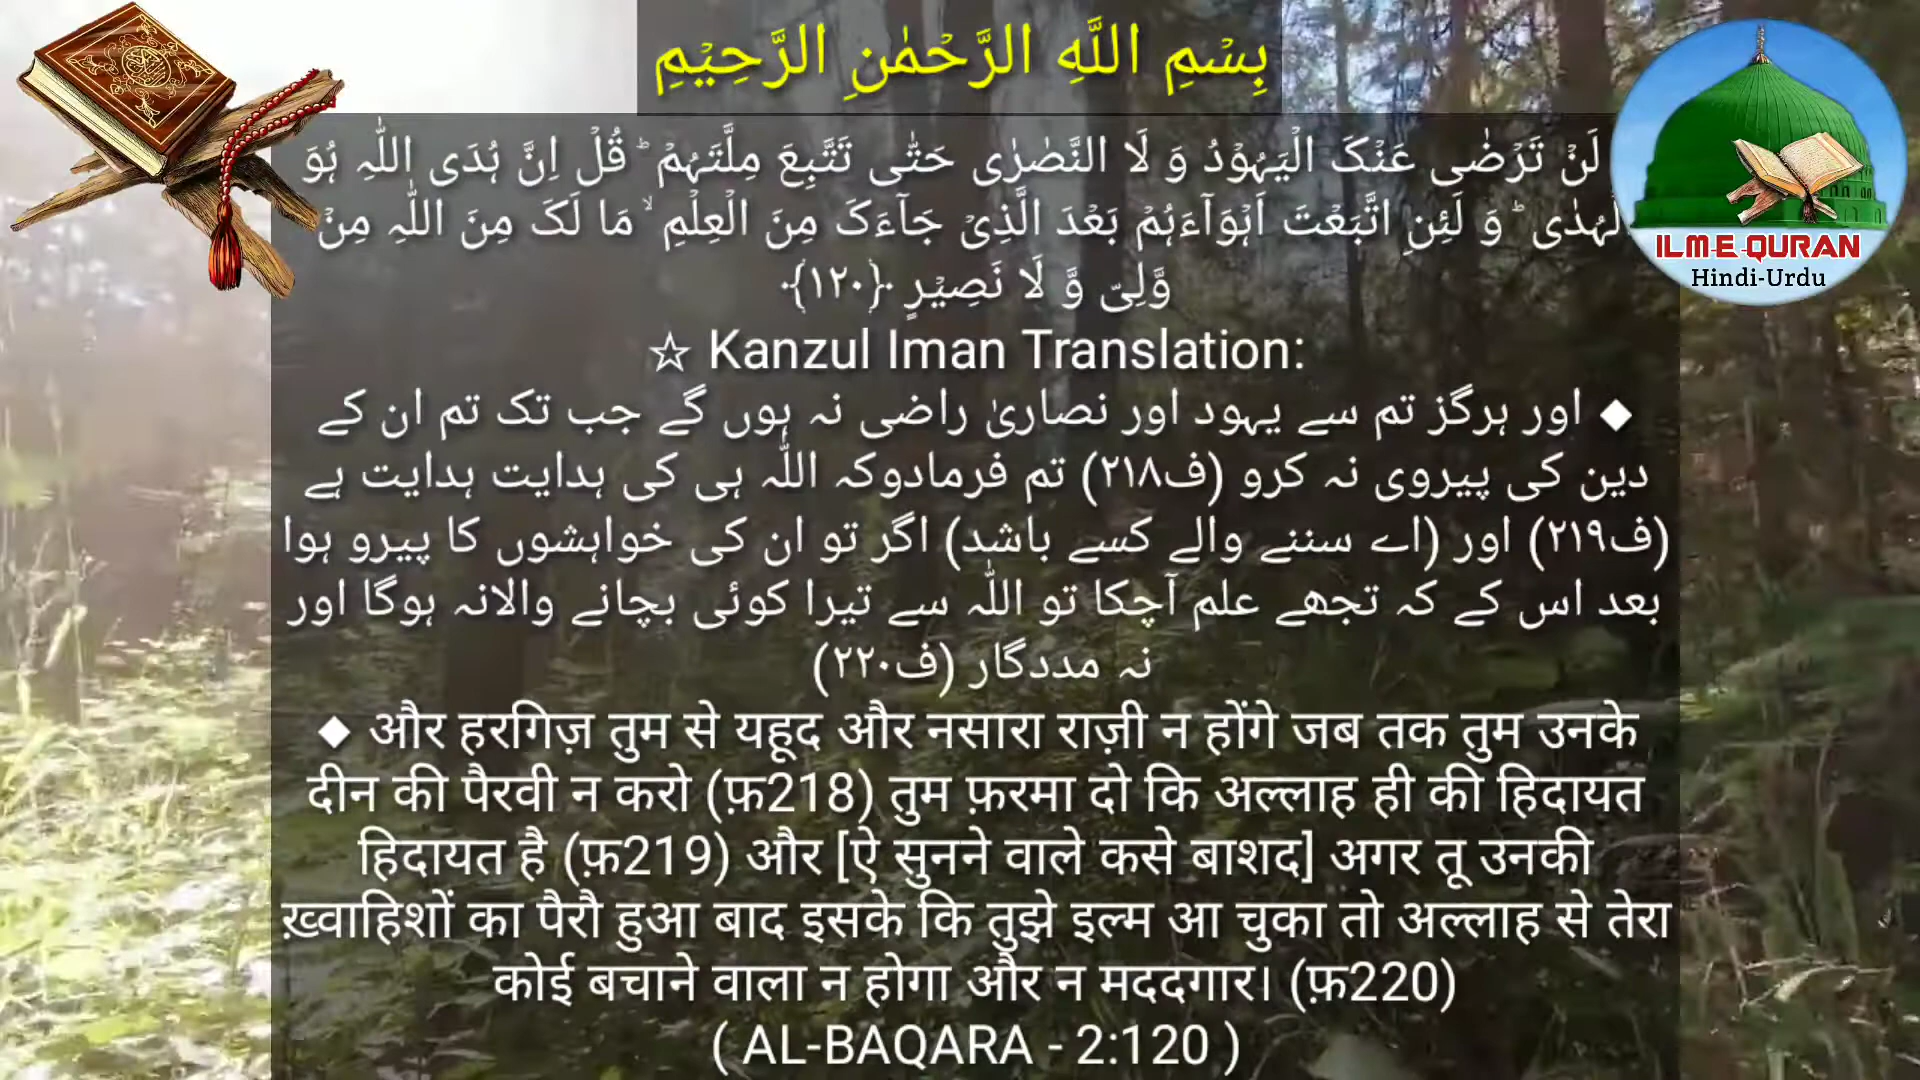 بِسْمِ اللَّهِ الرَّحْمٰنِ الرَّحِيْمِ
لَنْ تَرْضٰی عَنْکَ الْیَہُوْدُ وَ لَا النَّصٰرٰی حَتّٰی تَتَّبِعَ مِلَّتَہُمْ ؕ قُلْ اِنَّ ہُدَی اللّٰہِ ہُوَ
الْہُدٰی ؕ وَ لَئِنِ اتَّبَعْتَ اَہْوَآءَہُمْ بَعْدَ الَّذِیْ جَآءَکَ مِنَ الْعِلْمِ ۙ مَا لَکَ مِنَ اللّٰہِ مِنْ
وَّلِیّ وَّ لَا نَصِیْرٍ ﴿۱۲۰﴾
☆ Kanzul Iman Translation:
◆ اور ہرگز تم سے یہود اور نصاریٰ راضی نہ ہوں گے جب تک تم ان کے
دین کی پیروی نہ کرو (ف۲۱۸) تم فرمادوکہ اللّٰہ ہی کی ہدایت ہدایت ہے
(ف۲۱۹) اور (اے سننے والے کسے باشد) اگر تو ان کی خواہشوں کا پیرو ہوا
بعد اس کے کہ تجھے علم آچکا تو اللّٰہ سے تیرا کوئی بچانے والانہ ہوگا اور
نہ مددگار (ف۲۲۰)
◆ और हरगिज़ तुम से यहूद और नसारा राज़ी न होंगे जब तक तुम उनके
दीन की पैरवी न करो (फ़218) तुम फ़रमा दो कि अल्लाह ही की हिदायत
हिदायत है (फ़219) और [ऐ सुनने वाले कसे बाशद] अगर तू उनकी
ख़्वाहिशों का पैरौ हुआ बाद इसके कि तुझे इल्म आ चुका तो अल्लाह से तेरा
कोई बचाने वाला न होगा और न मददगार। (फ़220)
( AL-BAQARA - 2:120 )
ILM-E-QURAN
Hindi-Urdu